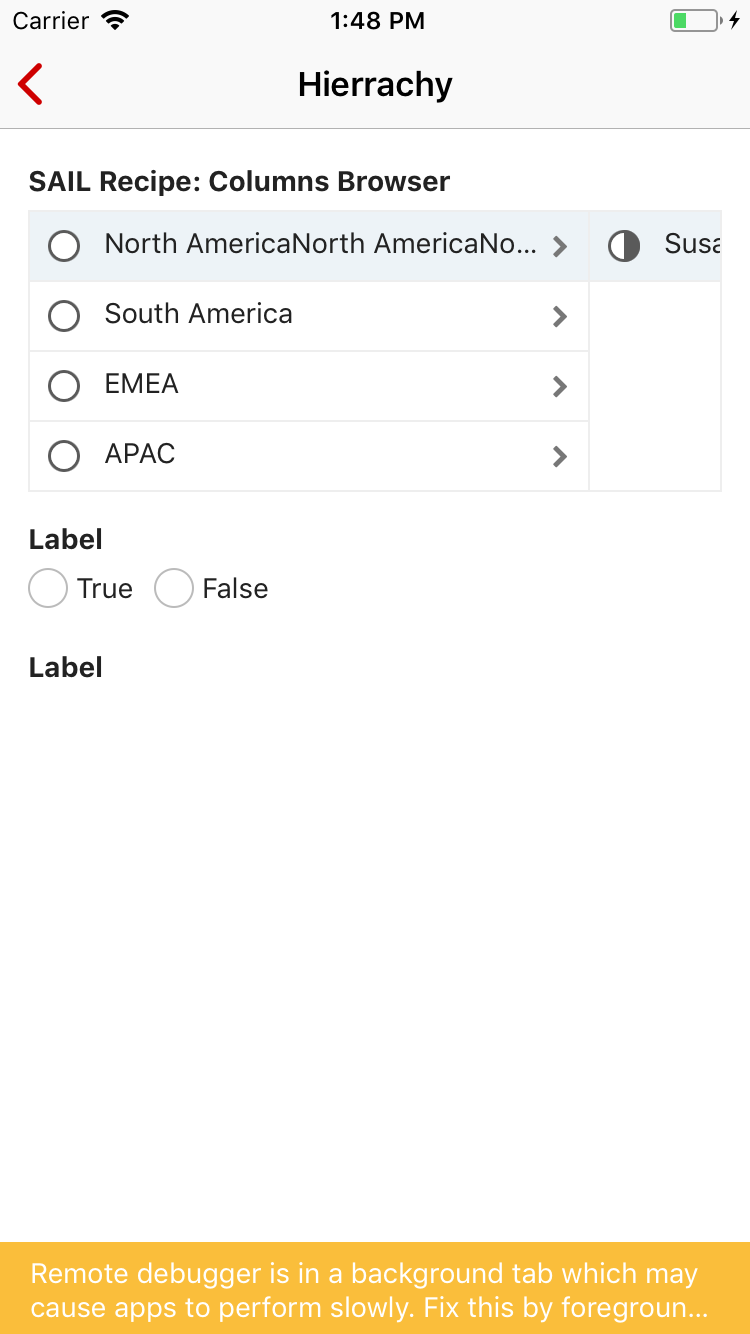 Carrier 1:48 PM
Hierrachy
SAIL Recipe: Columns Browser
North AmericaNorth AmericaNo... Susa
South America
EMEA
APAC
Label
True False
Label
Remote debugger is in a background tab which may
cause apps to perform slowly. Fix this by foregroun...